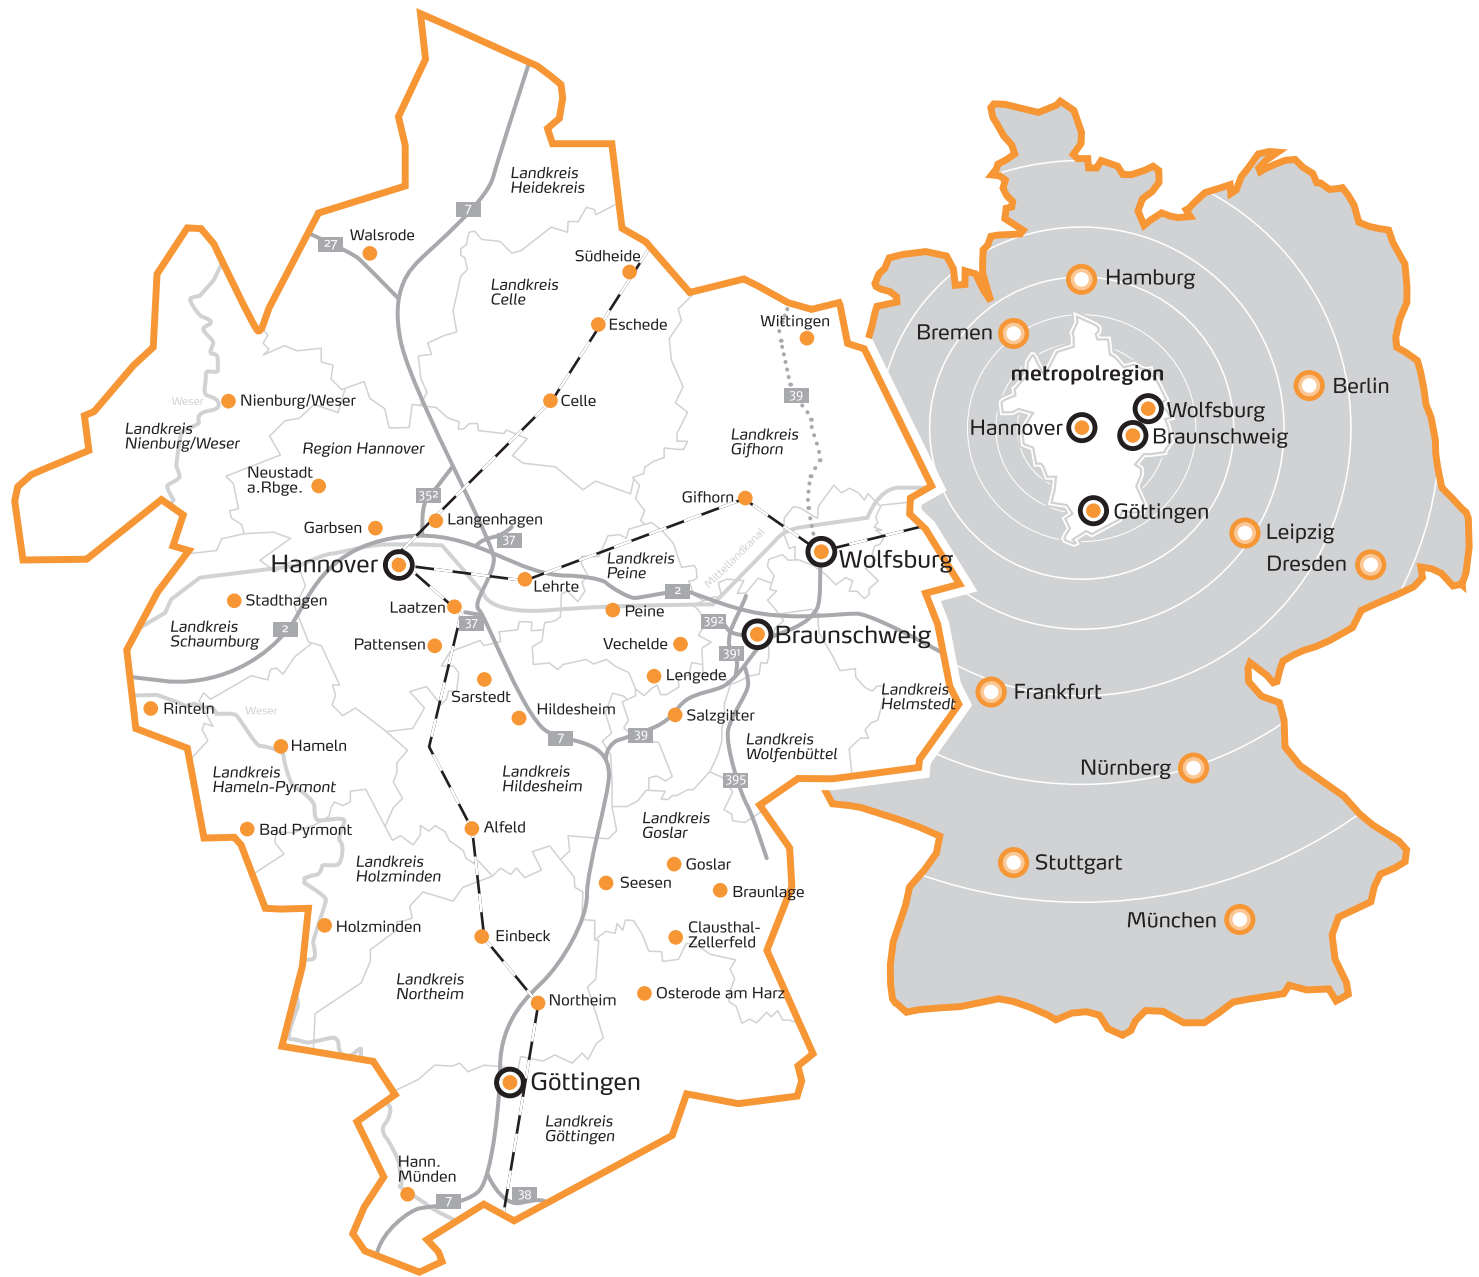 Landkreis
Heidekreis
7
27
Walsrode
Südheide
Landkreis
Celle
Eschede
Wittingen
39
Weser
Nienburg/Weser
Celle
Landkreis
Nienburg/Weser
Region Hannover
Landkreis
Gifhorn
Neustadt
a.Rbge.
352
Gifhorn
Garbsen
Langenhagen
37
Hannover
Landkreis
Peine
Mittellandkanal
Wolfsburg
Lehrte
2
Stadthagen
Laatzen
Peine
392
37
Landkreis
Schaumburg
2
Pattensen
Vechelde
Braunschweig
391
Lengede
Sarstedt
Landkreis
Helmstedt
Rinteln
Weser
Hildesheim
Salzgitter
7
39
Hameln
Landkreis
Wolfenbüttel
Landkreis
Hameln-Pyrmont
Landkreis
Hildesheim
395
Landkreis
Goslar
Bad Pyrmont
Alfeld
Landkreis
Holzminden
Goslar
Seesen
Braunlage
Holzminden
Einbeck
Clausthal-
Zellerfeld
Landkreis
Northeim
Northeim
Osterode am Harz
Göttingen
Landkreis
Göttingen
Hann.
Münden
7
38
Hamburg
Bremen
metropolregion
Berlin
Wolfsburg
Hannover
Braunschweig
Göttingen
Leipzig
Dresden
Frankfurt
Nürnberg
Stuttgart
München